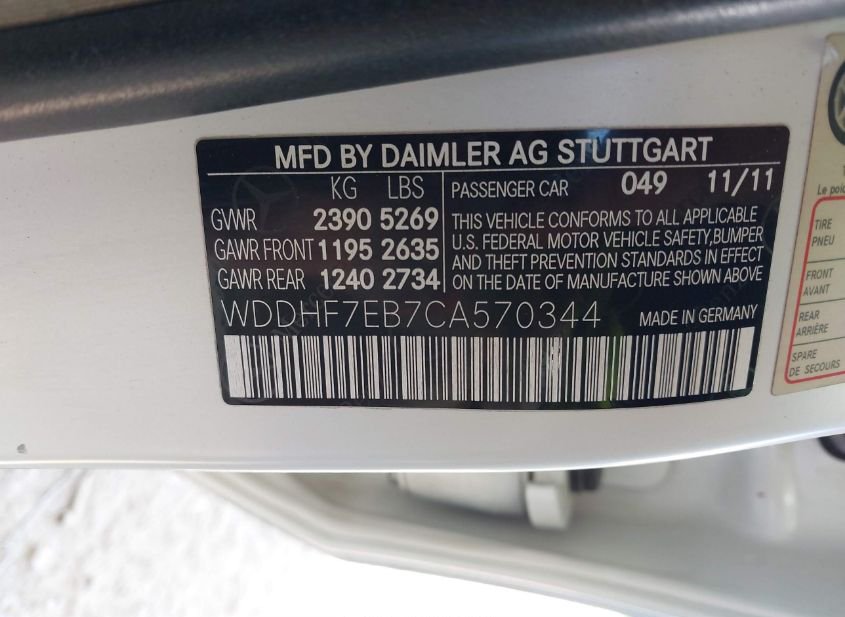 MFD BY DAIMLER AG STUTTGART
KG LBS
GVWR 2390 5269
GAWR FRONT 1195 2635
GAWR REAR 1240 2734
PASSENGER CAR 049 11/11
THIS VEHICLE CONFORMS TO ALL APPLICABLE
U.S. FEDERAL MOTOR VEHICLE SAFETY,BUMPER
AND THEFT PREVENTION STANDARDS IN EFFECT
ON THE DATE OF MANUFACTURE SHOWN ABOVE
WDDHF7EB7CA570344 MADE IN GERMANY
Le
TIRE
PNEU
FRONT
AVANT
REAR
ARRIÈRE
SPARE
DE SECOURS